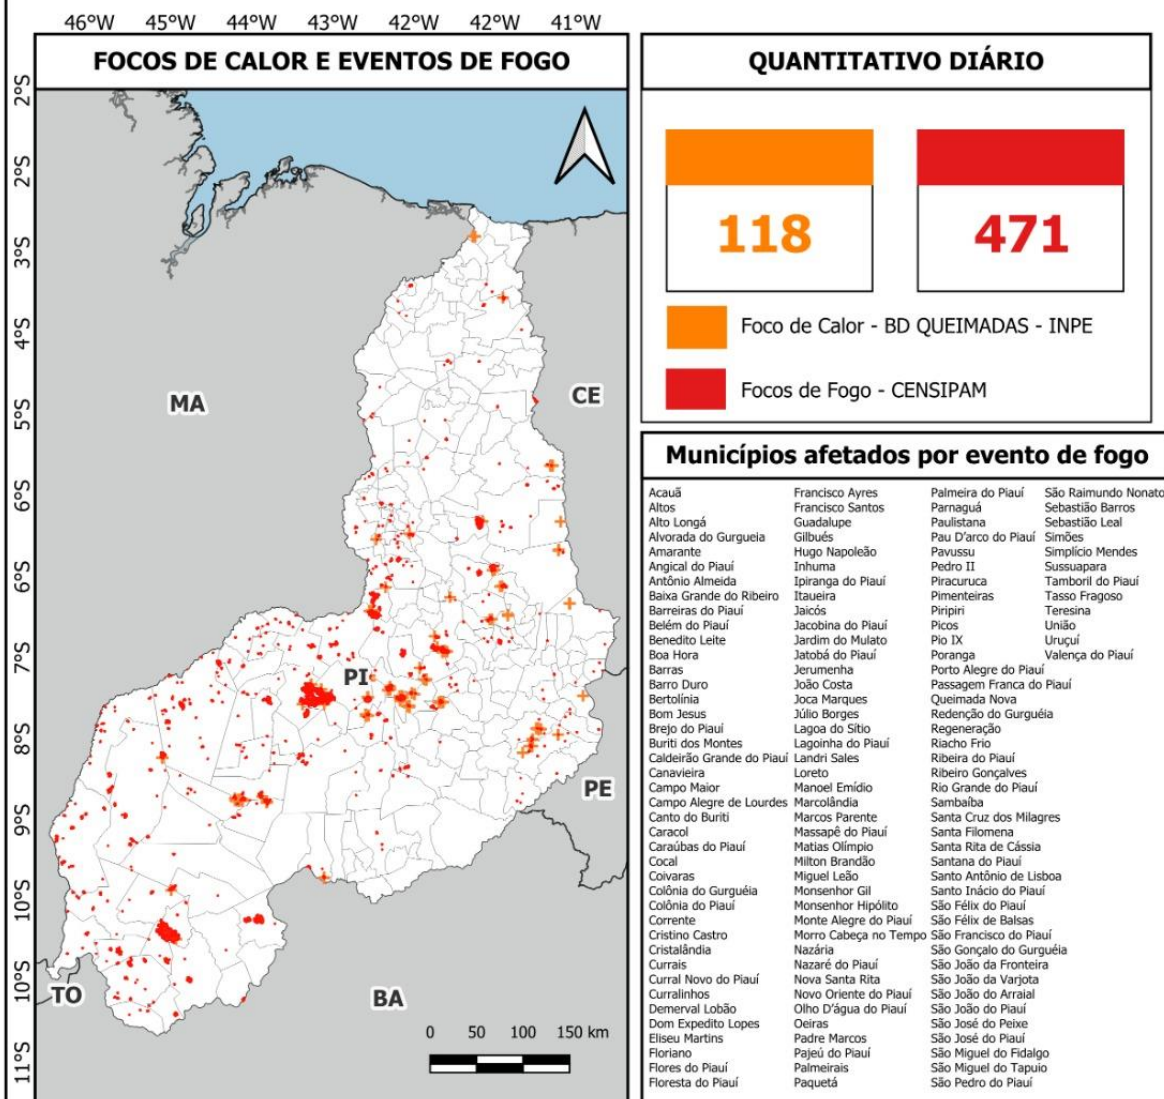 46°W 45°W 44°W 43°W 42°W 42°W 41°W
FOCOS DE CALOR E EVENTOS DE FOGO
2°S
2°S
3°S
4°S
5°S
6°S
6°S
7°S
8°S
9°S
10°S
10°S
11°S
MA
CE
PI
PE
TO
BA
0 50 100 150 km
QUANTITATIVO DIÁRIO
118
471
Foco de Calor - BD QUEIMADAS - INPE
Focos de Fogo - CENSIPAM
Municípios afetados por evento de fogo
Acauã
Altos
Alto Longá
Alvorada do Gurgueia
Amarante
Angical do Piauí
Antônio Almeida
Baixa Grande do Ribeiro
Barreiras do Piauí
Belém do Piauí
Benedito Leite
Boa Hora
Barras
Barro Duro
Bertolínia
Bom Jesus
Brejo do Piauí
Buriti dos Montes
Caldeirão Grande do Piauí
Canavieira
Campo Maior
Campo Alegre de Lourdes
Canto do Buriti
Caracol
Caraúbas do Piauí
Cocal
Coivaras
Colônia do Gurguéia
Colônia do Piauí
Corrente
Cristino Castro
Cristalândia
Currais
Curral Novo do Piauí
Curralinhos
Demerval Lobão
Dom Expedito Lopes
Eliseu Martins
Floriano
Flores do Piauí
Floresta do Piauí
Francisco Ayres
Francisco Santos
Guadalupe
Gilbués
Hugo Napoleão
Inhuma
Ipiranga do Piauí
Itaueira
Jaicós
Jacobina do Piauí
Jardim do Mulato
Jatobá do Piauí
Jerumenha
João Costa
Joca Marques
Júlio Borges
Lagoa do Sítio
Lagoinha do Piauí
Landri Sales
Loreto
Manoel Emídio
Marcolândia
Marcos Parente
Massapê do Piauí
Matias Olímpio
Milton Brandão
Miguel Leão
Monsenhor Gil
Monsenhor Hipólito
Monte Alegre do Piauí
Morro Cabeça no Tempo
Nazária
Nazaré do Piauí
Nova Santa Rita
Novo Oriente do Piauí
Olho D'água do Piauí
Oeiras
Padre Marcos
Pajeú do Piauí
Palmeirais
Paquetá
Palmeira do Piauí
Parnaguá
Paulistana
Pau D'arco do Piauí
Pavussu
Pedro II
Piracuruca
Pimenteiras
Piripiri
Picos
Pio IX
Poranga
Porto Alegre do Piauí
Passagem Franca do Piauí
Queimada Nova
Redenção do Gurguéia
Regeneração
Riacho Frio
Ribeira do Piauí
Ribeiro Gonçalves
Rio Grande do Piauí
Sambaíba
Santa Cruz dos Milagres
Santa Filomena
Santa Rita de Cássia
Santana do Piauí
Santo Antônio de Lisboa
Santo Inácio do Piauí
São Félix do Piauí
São Félix de Balsas
São Francisco do Piauí
São Gonçalo do Gurguéia
São João da Fronteira
São João da Varjota
São João do Arraial
São João do Piauí
São José do Peixe
São José do Piauí
São Miguel do Fidalgo
São Miguel do Tapuio
São Pedro do Piauí
São Raimundo Nonato
Sebastião Barros
Sebastião Leal
Simões
Simplício Mendes
Sussuapara
Tamboril do Piauí
Tasso Fragoso
Teresina
União
Uruçuí
Valença do Piauí